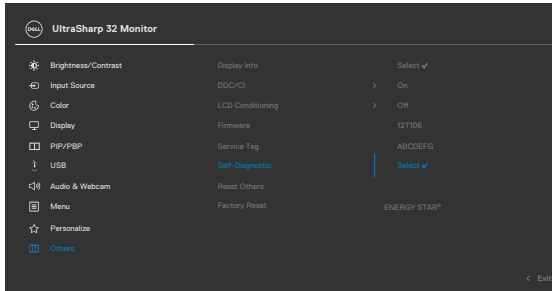 DELL UltraSharp 32 Monitor
Brightness/Contrast Display Info Select
Input Source DDC/CI > On
Color LCD Conditioning > Off
Display Firmware 12T106
PIP/PBP Service Tag ABCDEFG
USB Self-Diagnostic Select
Audio & Webcam Reset Others
Menu Factory Reset ENERGY STAR®
Personalize
Others
< Exit